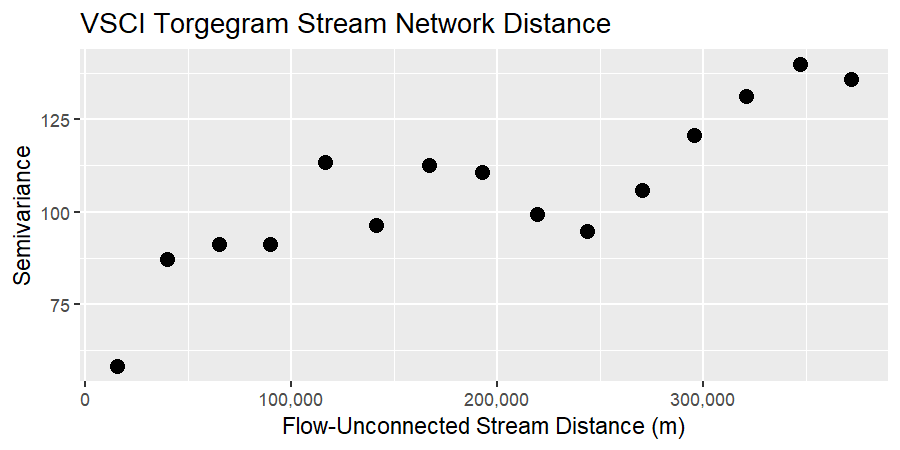 VSCI Torgegram Stream Network Distance
Semivariance
125
100
75
0 100,000 200,000 300,000
Flow-Unconnected Stream Distance (m)